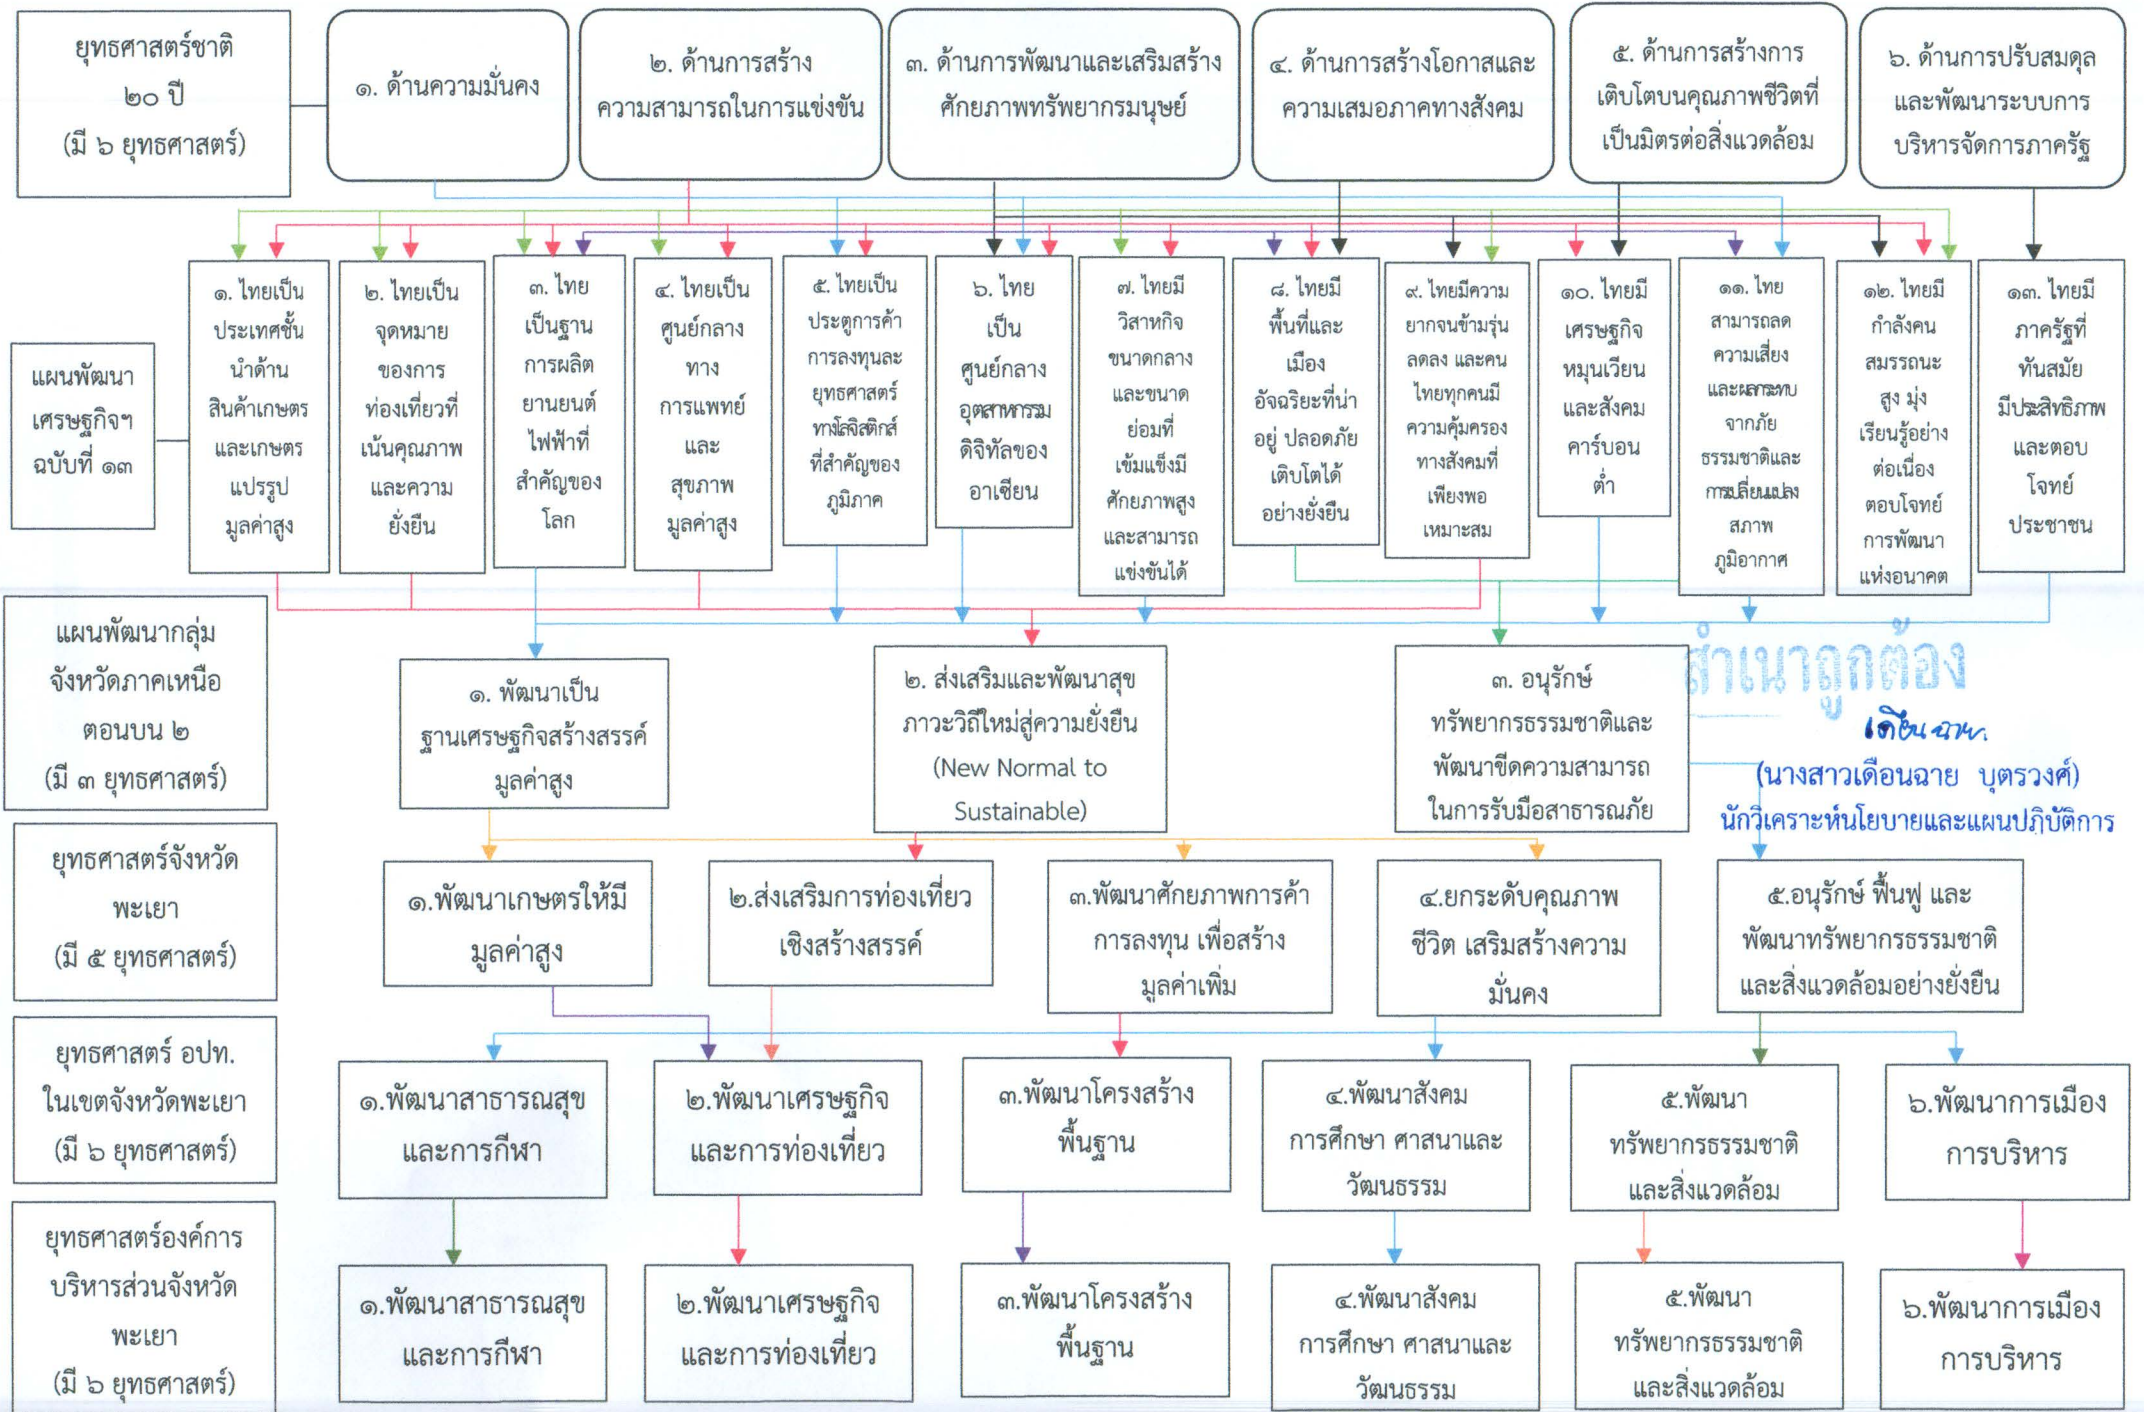 ยุทธศาสตร์ชาติ
๒๐ ปี
(มี ๖ ยุทธศาสตร์)
๑. ด้านความมั่นคง
๒. ด้านการสร้าง
ความสามารถในการแข่งขัน
๓. ด้านการพัฒนาและเสริมสร้าง
ศักยภาพทรัพยากรมนุษย์
๔. ด้านการสร้างโอกาสและ
ความเสมอภาคทางสังคม
๕. ด้านการสร้างการ
เติบโตบนคุณภาพชีวิตที่
เป็นมิตรต่อสิ่งแวดล้อม
๖. ด้านการปรับสมดุล
และพัฒนาระบบการ
บริหารจัดการภาครัฐ
แผนพัฒนา
เศรษฐกิจฯ
ฉบับที่ ๑๓
๑. ไทยเป็น
ประเทศชั้น
นำด้าน
สินค้าเกษตร
และเกษตร
แปรรูป
มูลค่าสูง
๒. ไทยเป็น
จุดหมาย
ของการ
ท่องเที่ยวที่
เน้นคุณภาพ
และความ
ยั่งยืน
๓. ไทย
เป็นฐาน
การผลิต
ยานยนต์
ไฟฟ้าที่
สำคัญของ
โลก
๔. ไทยเป็น
ศูนย์กลาง
ทาง
การแพทย์
และ
สุขภาพ
มูลค่าสูง
๕. ไทยเป็น
ประตูการค้า
การลงทุนละ
ยุทธศาสตร์
ทางโลจิสติกส์
ที่สำคัญของ
ภูมิภาค
๖. ไทย
เป็น
ศูนย์กลาง
อุตสาหกรรม
ดิจิทัลของ
อาเซียน
๗. ไทยมี
วิสาหกิจ
ขนาดกลาง
และขนาด
ย่อมที่
เข้มแข็งมี
ศักยภาพสูง
และสามารถ
แข่งขันได้
๘. ไทยมี
พื้นที่และ
เมือง
อัจฉริยะที่น่า
อยู่ ปลอดภัย
เติบโตได้
อย่างยั่งยืน
๙. ไทยมีความ
ยากจนข้ามรุ่น
ลดลง และคน
ไทยทุกคนมี
ความคุ้มครอง
ทางสังคมที่
เพียงพอ
เหมาะสม
๑๐. ไทยมี
เศรษฐกิจ
หมุนเวียน
และสังคม
คาร์บอน
ต่ำ
๑๑. ไทย
สามารถลด
ความเสี่ยง
และผลกระทบ
จากภัย
ธรรมชาติและ
การเปลี่ยนแปลง
สภาพ
ภูมิอากาศ
๑๒. ไทยมี
กำลังคน
สมรรถนะ
สูง มุ่ง
เรียนรู้อย่าง
ต่อเนื่อง
ตอบโจทย์
การพัฒนา
แห่งอนาคต
๑๓. ไทยมี
ภาครัฐที่
ทันสมัย
มีประสิทธิภาพ
และตอบ
โจทย์
ประชาชน
แผนพัฒนากลุ่ม
จังหวัดภาคเหนือ
ตอนบน ๒
(มี ๓ ยุทธศาสตร์)
๑. พัฒนาเป็น
ฐานเศรษฐกิจสร้างสรรค์
มูลค่าสูง
๒. ส่งเสริมและพัฒนาสุข
ภาวะวิถีใหม่สู่ความยั่งยืน
(New Normal to
Sustainable)
๓. อนุรักษ์
ทรัพยากรธรรมชาติและ
พัฒนาขีดความสามารถ
ในการรับมือสาธารณภัย
สำเนาถูกต้อง
เดือนฉาย.
(นางสาวเดือนฉาย บุตรวงศ์)
นักวิเคราะห์นโยบายและแผนปฏิบัติการ
ยุทธศาสตร์จังหวัด
พะเยา
(มี ๕ ยุทธศาสตร์)
๑.พัฒนาเกษตรให้มี
มูลค่าสูง
๒.ส่งเสริมการท่องเที่ยว
เชิงสร้างสรรค์
๓.พัฒนาศักยภาพการค้า
การลงทุน เพื่อสร้าง
มูลค่าเพิ่ม
๔.ยกระดับคุณภาพ
ชีวิต เสริมสร้างความ
มั่นคง
๕.อนุรักษ์ ฟื้นฟู และ
พัฒนาทรัพยากรธรรมชาติ
และสิ่งแวดล้อมอย่างยั่งยืน
ยุทธศาสตร์ อปท.
ในเขตจังหวัดพะเยา
(มี ๖ ยุทธศาสตร์)
๑.พัฒนาสาธารณสุข
และการกีฬา
๒.พัฒนาเศรษฐกิจ
และการท่องเที่ยว
๓.พัฒนาโครงสร้าง
พื้นฐาน
๔.พัฒนาสังคม
การศึกษา ศาสนาและ
วัฒนธรรม
๕.พัฒนา
ทรัพยากรธรรมชาติ
และสิ่งแวดล้อม
๖.พัฒนาการเมือง
การบริหาร
ยุทธศาสตร์องค์การ
บริหารส่วนจังหวัด
พะเยา
(มี ๖ ยุทธศาสตร์)
๑.พัฒนาสาธารณสุข
และการกีฬา
๒.พัฒนาเศรษฐกิจ
และการท่องเที่ยว
๓.พัฒนาโครงสร้าง
พื้นฐาน
๔.พัฒนาสังคม
การศึกษา ศาสนาและ
วัฒนธรรม
๕.พัฒนา
ทรัพยากรธรรมชาติ
และสิ่งแวดล้อม
๖.พัฒนาการเมือง
การบริหาร